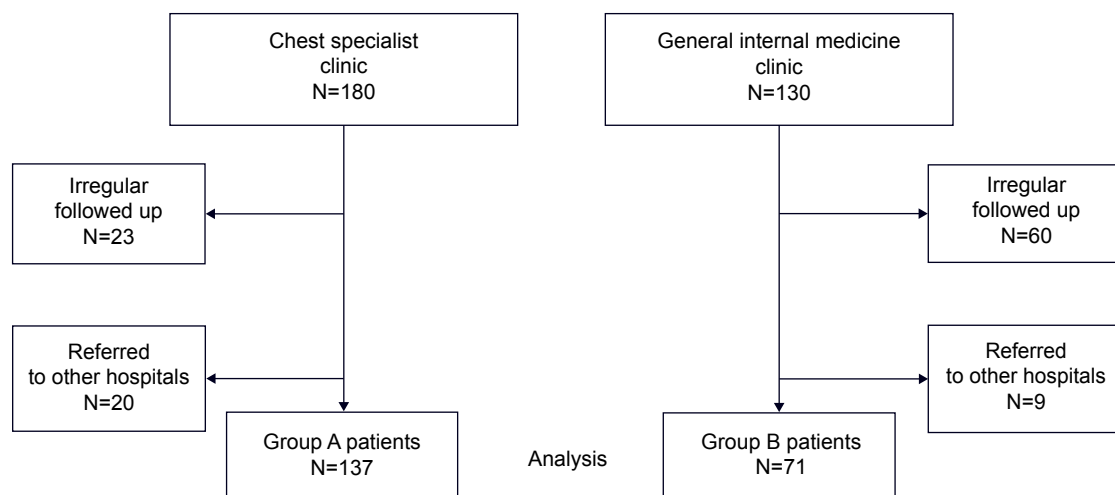 Chest specialist
clinic
N=180
General internal medicine
clinic
N=130
Irregular
followed up
N=23
Irregular
followed up
N=60
Referred
to other hospitals
N=20
Referred
to other hospitals
N=9
Group A patients
N=137
Analysis
Group B patients
N=71